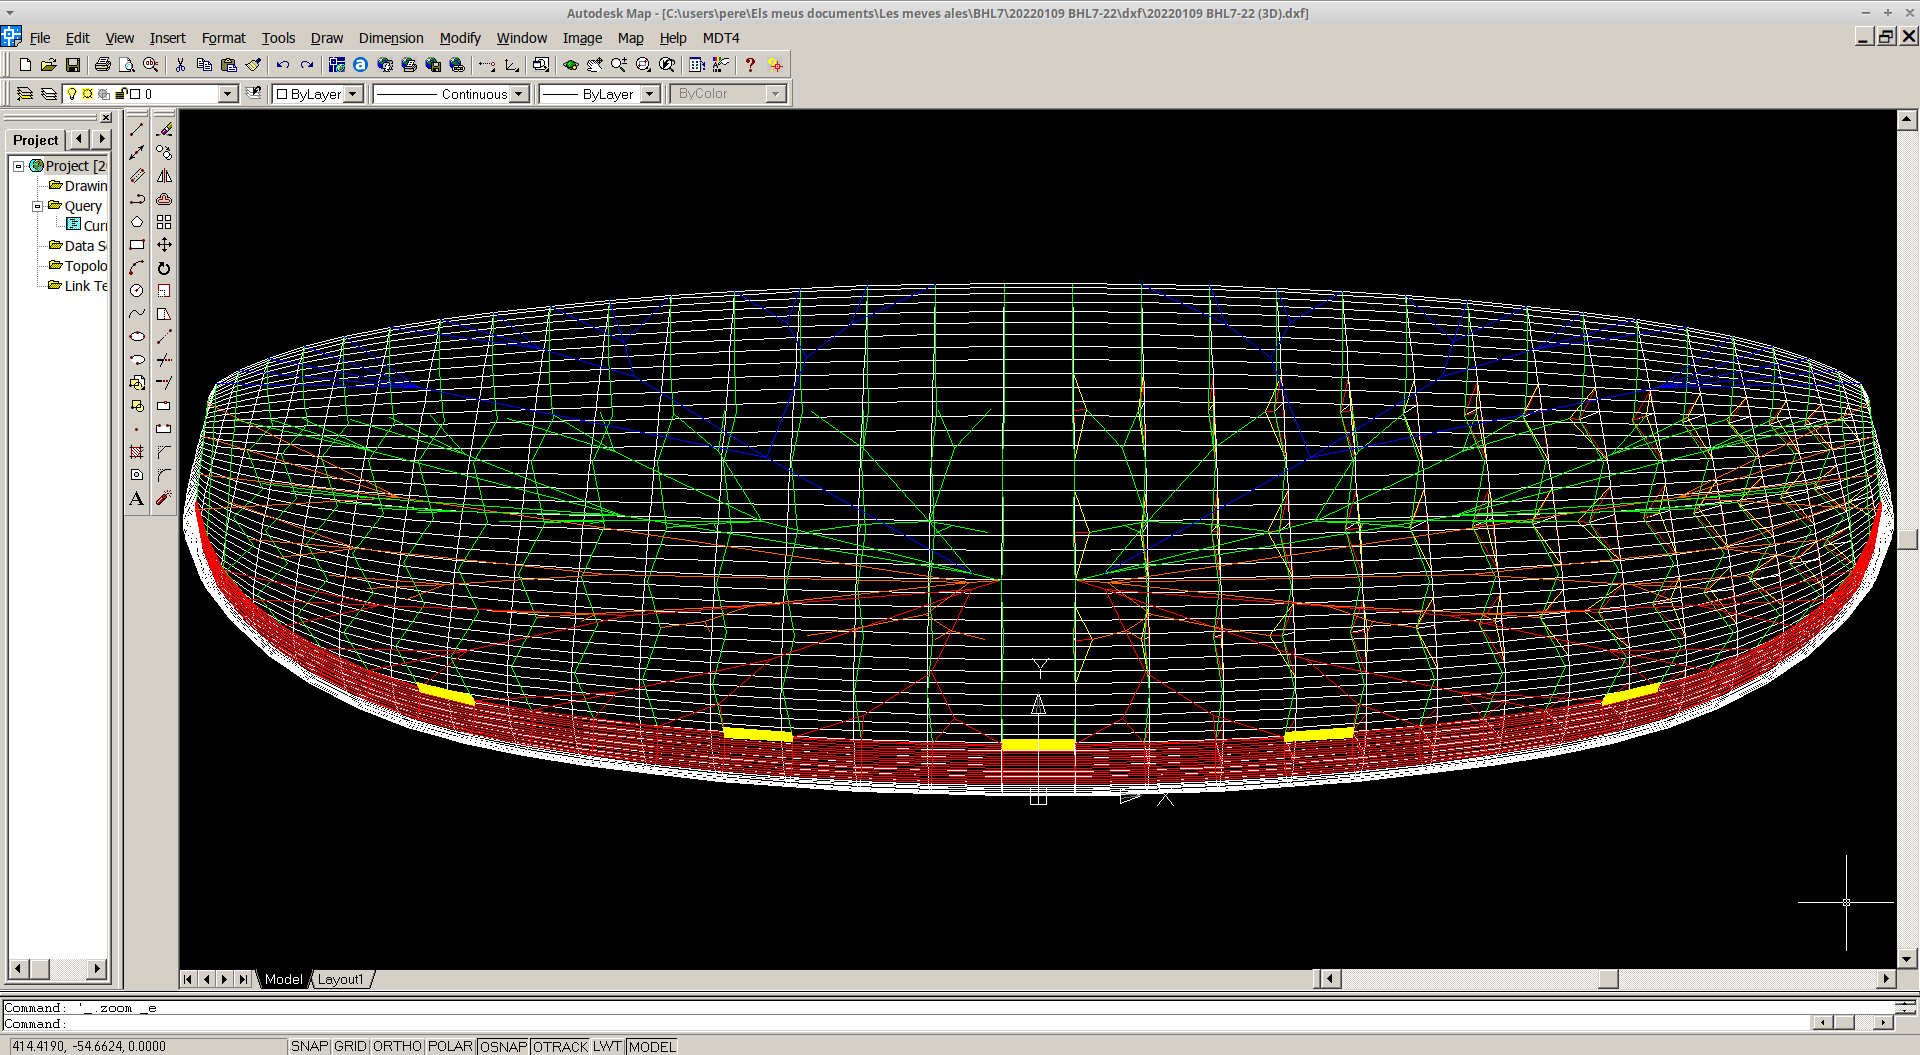 Autodesk Map - [C:\users\pere\Els meus documents\Les meves ales\BHL7\20220109 BHL7-22\dxf\20220109 BHL7-22 (3D).dxf]
File Edit View Insert Format Tools Draw Dimension Modify Window Image Map Help MDT4
0 ByLayer Continuous ByLayer ByColor
Project
Project [2
Drawin
Query
Curr
Data S
Topolo
Link Te
A
Y
X
Model Layout1
Command: '_.zoom _e
Command:
414.4190, -54.6624, 0.0000 SNAP GRID ORTHO POLAR OSNAP OTRACK LWT MODEL